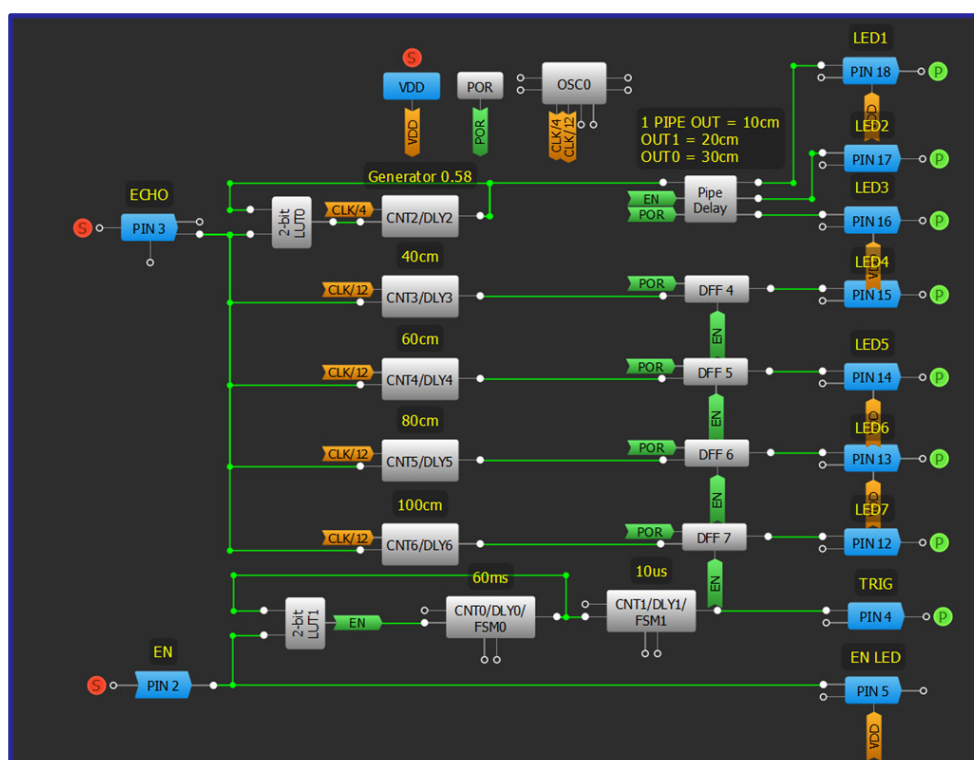 LED1
S
VDD
POR
OSC0
PIN 18
P
VDD
POR
CLK/4
CLK/12
1 PIPE OUT = 10cm
OUT1 = 20cm
OUT0 = 30cm
LED2
PIN 17
P
Generator 0.58
ECHO
S
PIN 3
2-bit
LUT0
CLK/4
CNT2/DLY2
EN
POR
Pipe
Delay
LED3
PIN 16
P
40cm
CLK/12
CNT3/DLY3
POR
DFF 4
LED4
PIN 15
P
EN
60cm
CLK/12
CNT4/DLY4
POR
DFF 5
LED5
PIN 14
P
EN
80cm
CLK/12
CNT5/DLY5
POR
DFF 6
LED6
PIN 13
P
EN
100cm
CLK/12
CNT6/DLY6
POR
DFF 7
LED7
PIN 12
P
EN
60ms
10us
2-bit
LUT1
EN
CNT0/DLY0/
FSM0
CNT1/DLY1/
FSM1
TRIG
PIN 4
P
EN
S
PIN 2
EN LED
PIN 5
VDD